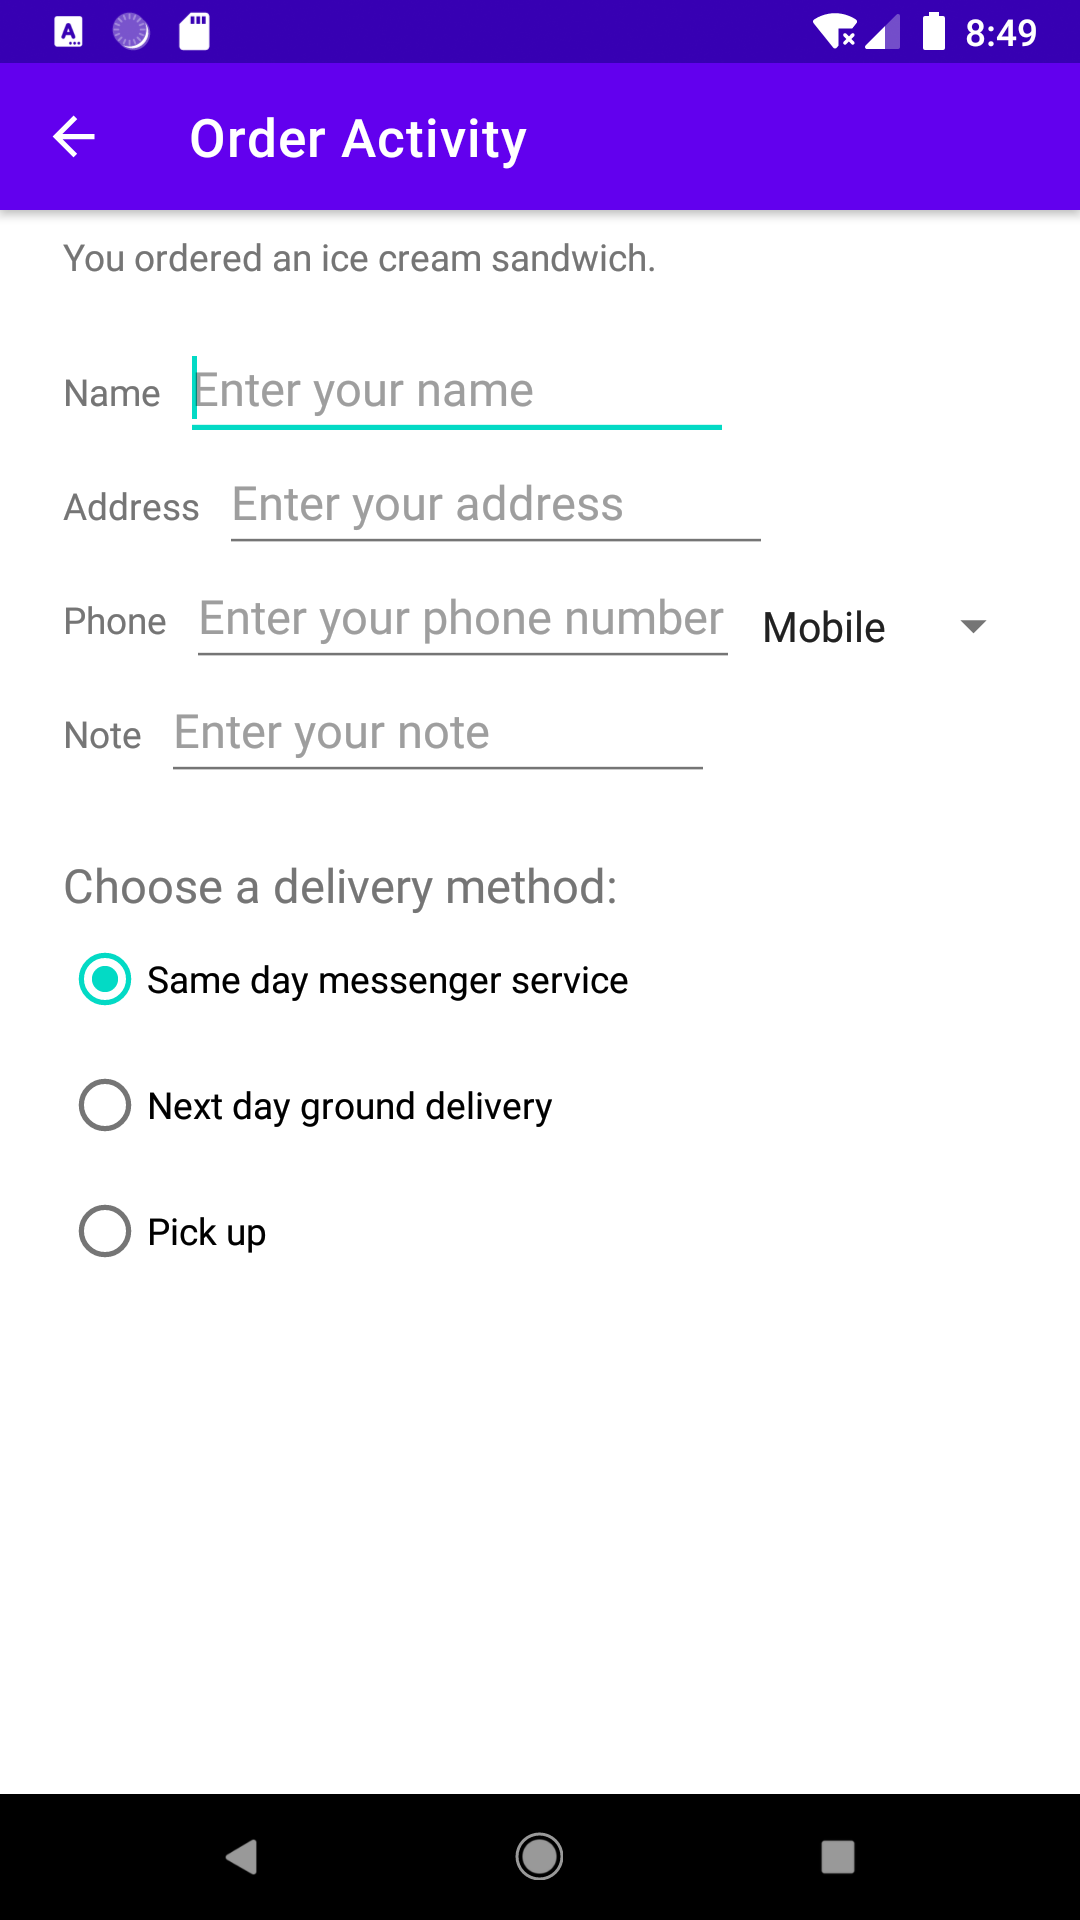 8:49
Order Activity
You ordered an ice cream sandwich.
Name Enter your name
Address Enter your address
Phone Enter your phone number Mobile
Note Enter your note
Choose a delivery method:
Same day messenger service
Next day ground delivery
Pick up